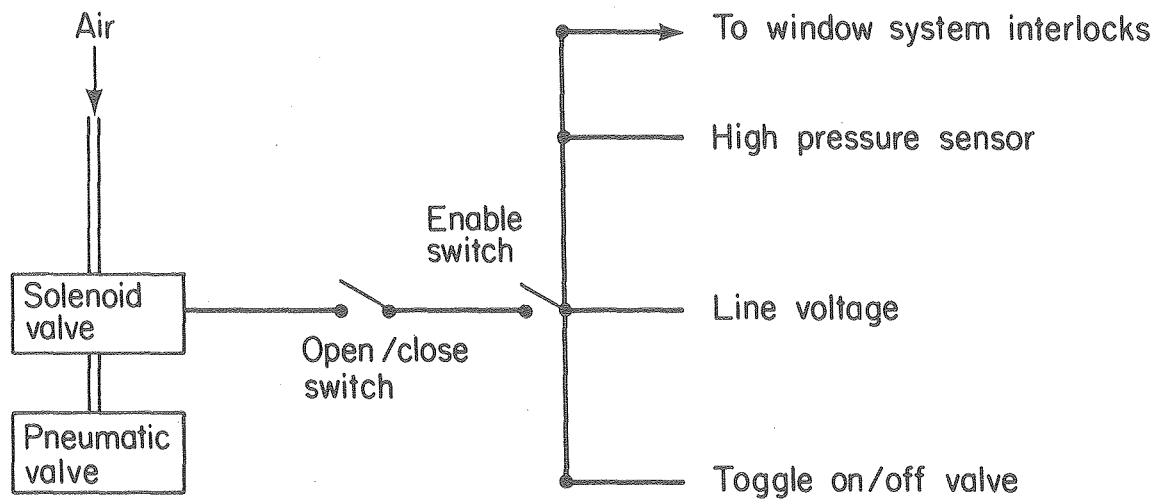 Air
To window system interlocks
High pressure sensor
Enable
switch
Solenoid
valve
Line voltage
Open/close
switch
Pneumatic
valve
Toggle on/off valve